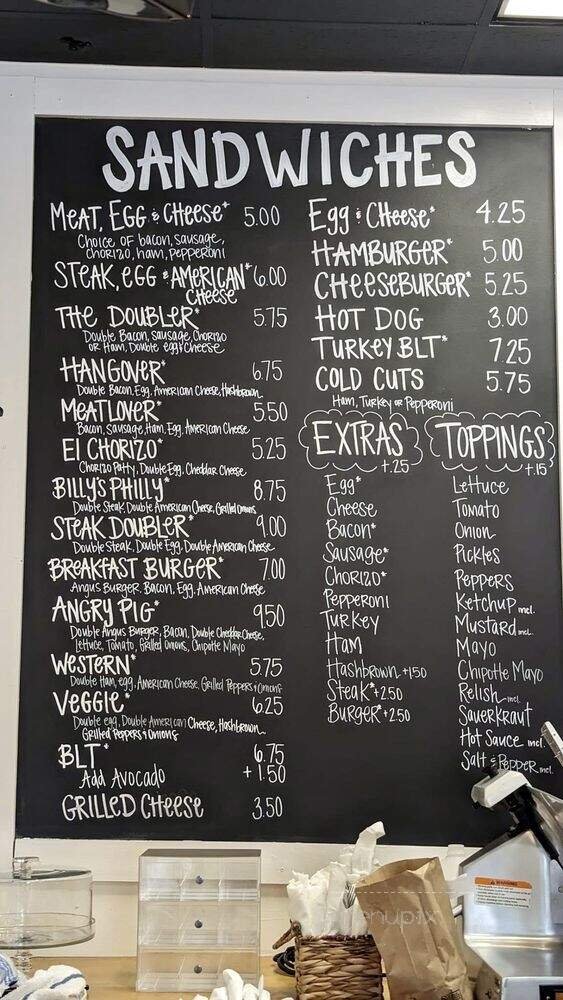 SANDWICHES
MEAT, EGG & CHEESE* 5.00
CHOICE OF bacon, sausage,
CHORIZO, ham, pepperoni
STEAK, EGG & AMERICAN* 6.00
CHEESE
THE DOUBLER* 5.75
Double Bacon, sausage, CHORIZO
OR Ham, Double egg & cheese
HANGOVER* 6.75
Double Bacon, Egg, American Cheese, Hashbrown
MEATLOVER* 5.50
Bacon, Sausage, Ham, Egg, American Cheese
El CHORIZO* 5.25
CHORIZO Patty, Double Egg, Cheddar Cheese
BILLY'S PHILLY* 8.75
Double Steak, Double American Cheese, Grilled Onions
STEAK DOUBLER* 9.00
Double Steak, Double Egg, Double American Cheese
BREAKFAST BURGER* 7.00
Angus Burger, Bacon, Egg, American Cheese
ANGRY PIG* 9.50
Double Angus Burger, Bacon, Double Cheddar Cheese,
Lettuce, Tomato, Grilled Onions, Chipotle Mayo
WESTERN* 5.75
Double Ham, egg, American Cheese, Grilled Peppers & Onions
VEGGIE* 6.25
Double egg, Double American Cheese, Hashbrown
Grilled Peppers & Onions
BLT* 6.75
Add Avocado +1.50
GRILLED CHEESE 3.50
Egg & Cheese* 4.25
HAMBURGER* 5.00
CHEESEBURGER* 5.25
HOT DOG 3.00
TURKEY BLT* 7.25
COLD CUTS 5.75
Ham, Turkey or Pepperoni
EXTRAS
+.25
Egg*
Cheese
Bacon*
Sausage*
CHORIZO*
Pepperoni
Turkey
Ham
Hashbrown +1.50
Steak* +2.50
Burger* +2.50
TOPPINGS
+.15
Lettuce
Tomato
Onion
Pickles
Peppers
Ketchup incl.
Mustard incl.
Mayo
Chipotle Mayo
Relish incl.
Sauerkraut
Hot Sauce incl.
Salt & Pepper incl.
WARNING
menupix